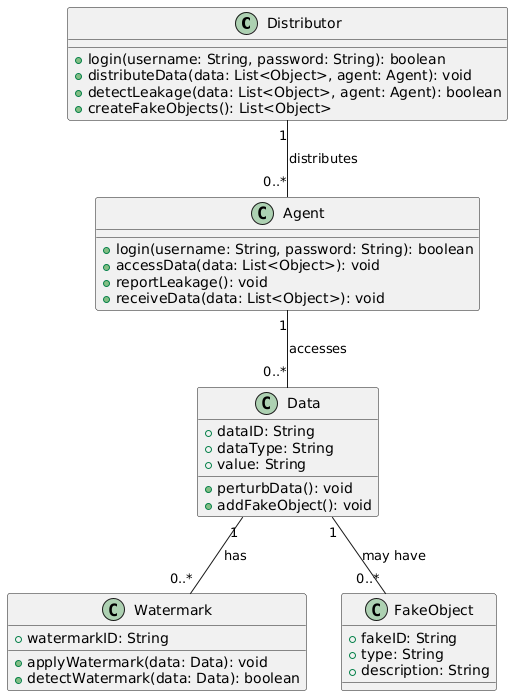 C Distributor
login(username: String, password: String): boolean
distributeData(data: List<Object>, agent: Agent): void
detectLeakage(data: List<Object>, agent: Agent): boolean
createFakeObjects(): List<Object>
1
distributes
0..*
C Agent
login(username: String, password: String): boolean
accessData(data: List<Object>): void
reportLeakage(): void
receiveData(data: List<Object>): void
1
accesses
0..*
C Data
dataID: String
dataType: String
value: String
perturbData(): void
addFakeObject(): void
1
has
0..*
1
may have
0..*
C Watermark
watermarkID: String
applyWatermark(data: Data): void
detectWatermark(data: Data): boolean
C FakeObject
fakeID: String
type: String
description: String